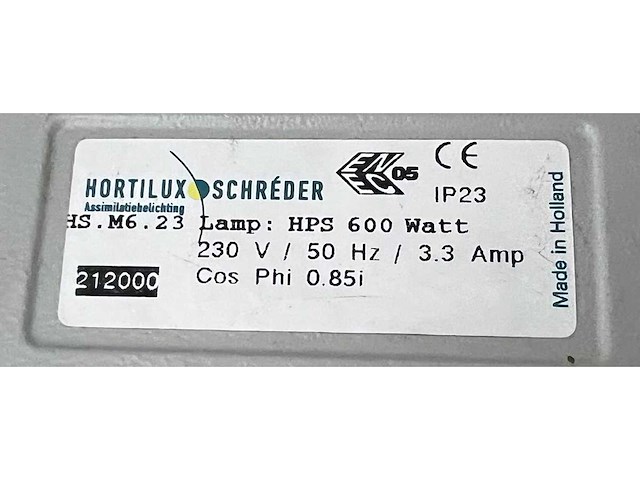 HORTILUX SCHRÉDER
Assimilatiebelichting
ENEC 05
CE
IP23
HS.M6.23 Lamp: HPS 600 Watt
230 V / 50 Hz / 3.3 Amp
212000 Cos Phi 0.85i
Made in Holland